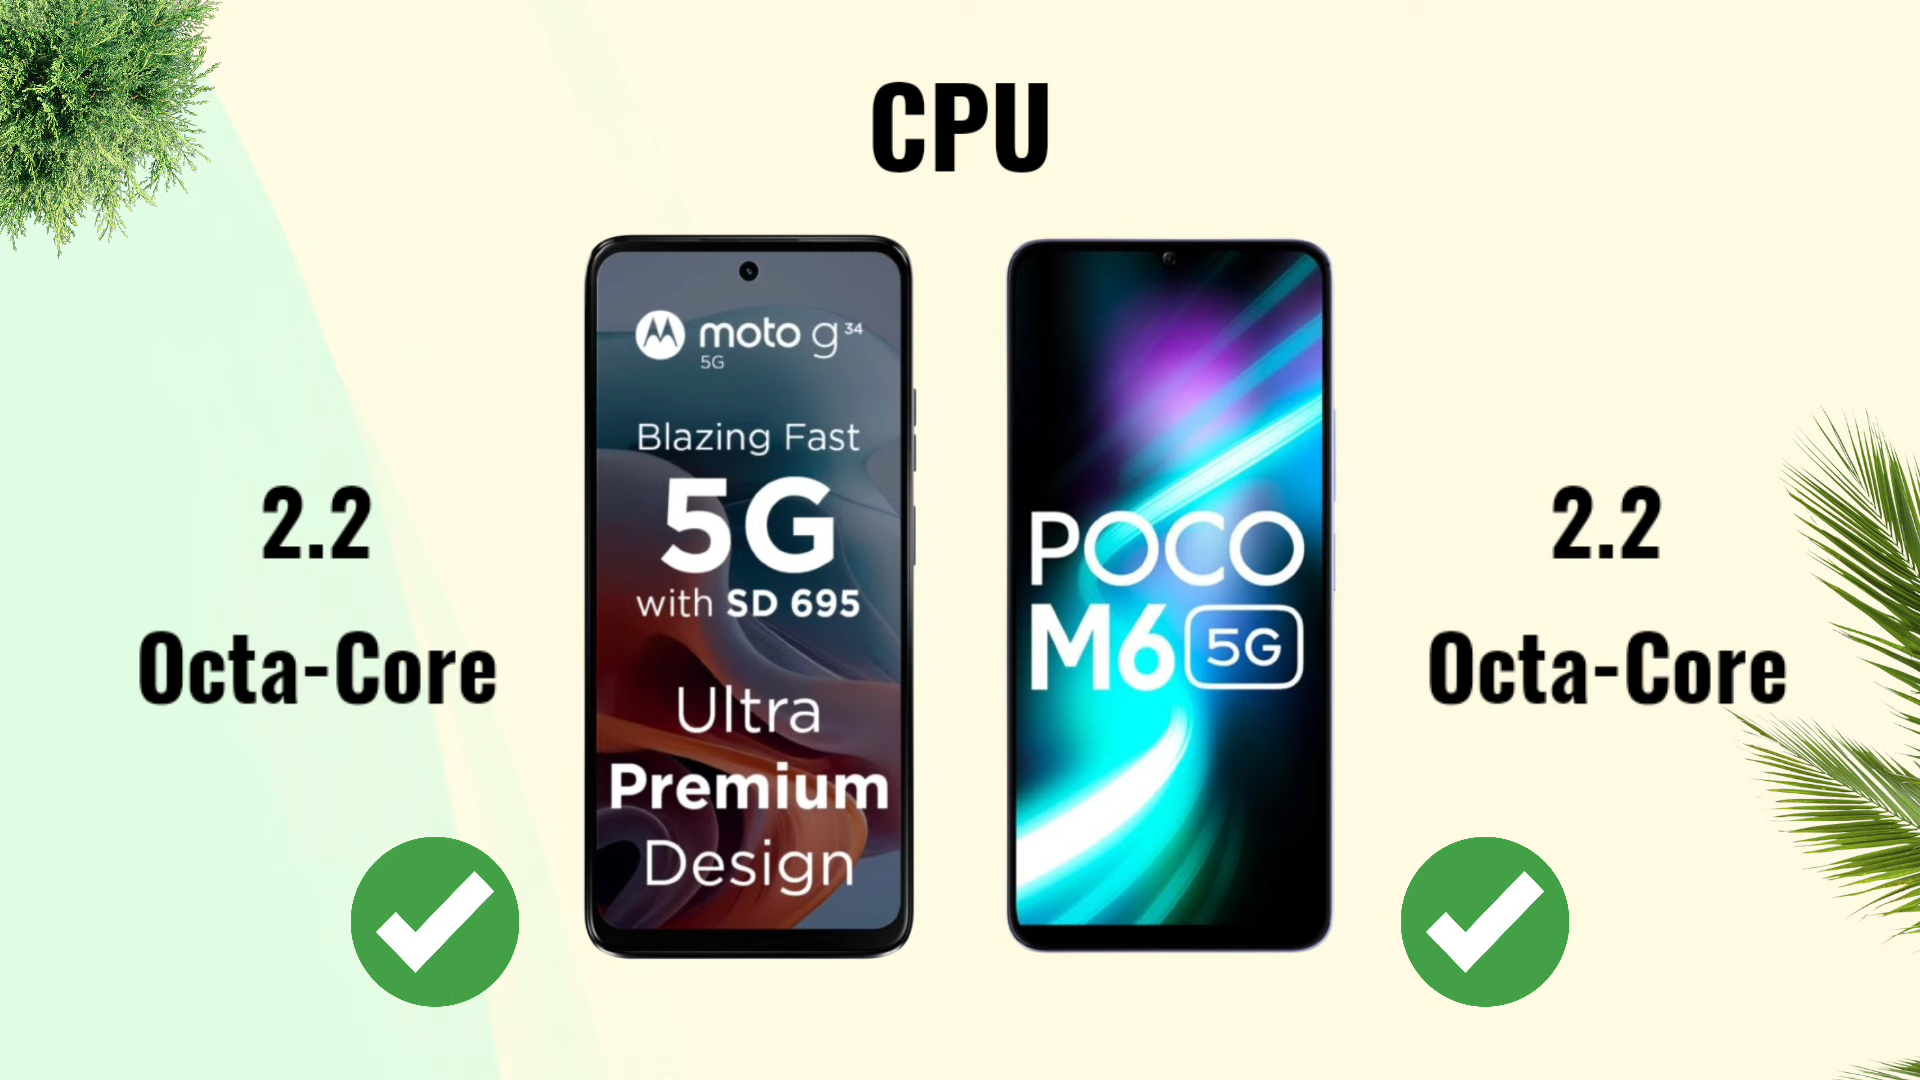 CPU
moto g34
5G
Blazing Fast
5G
with SD 695
Ultra
Premium
Design
POCO
M6 5G
2.2
Octa-Core
2.2
Octa-Core